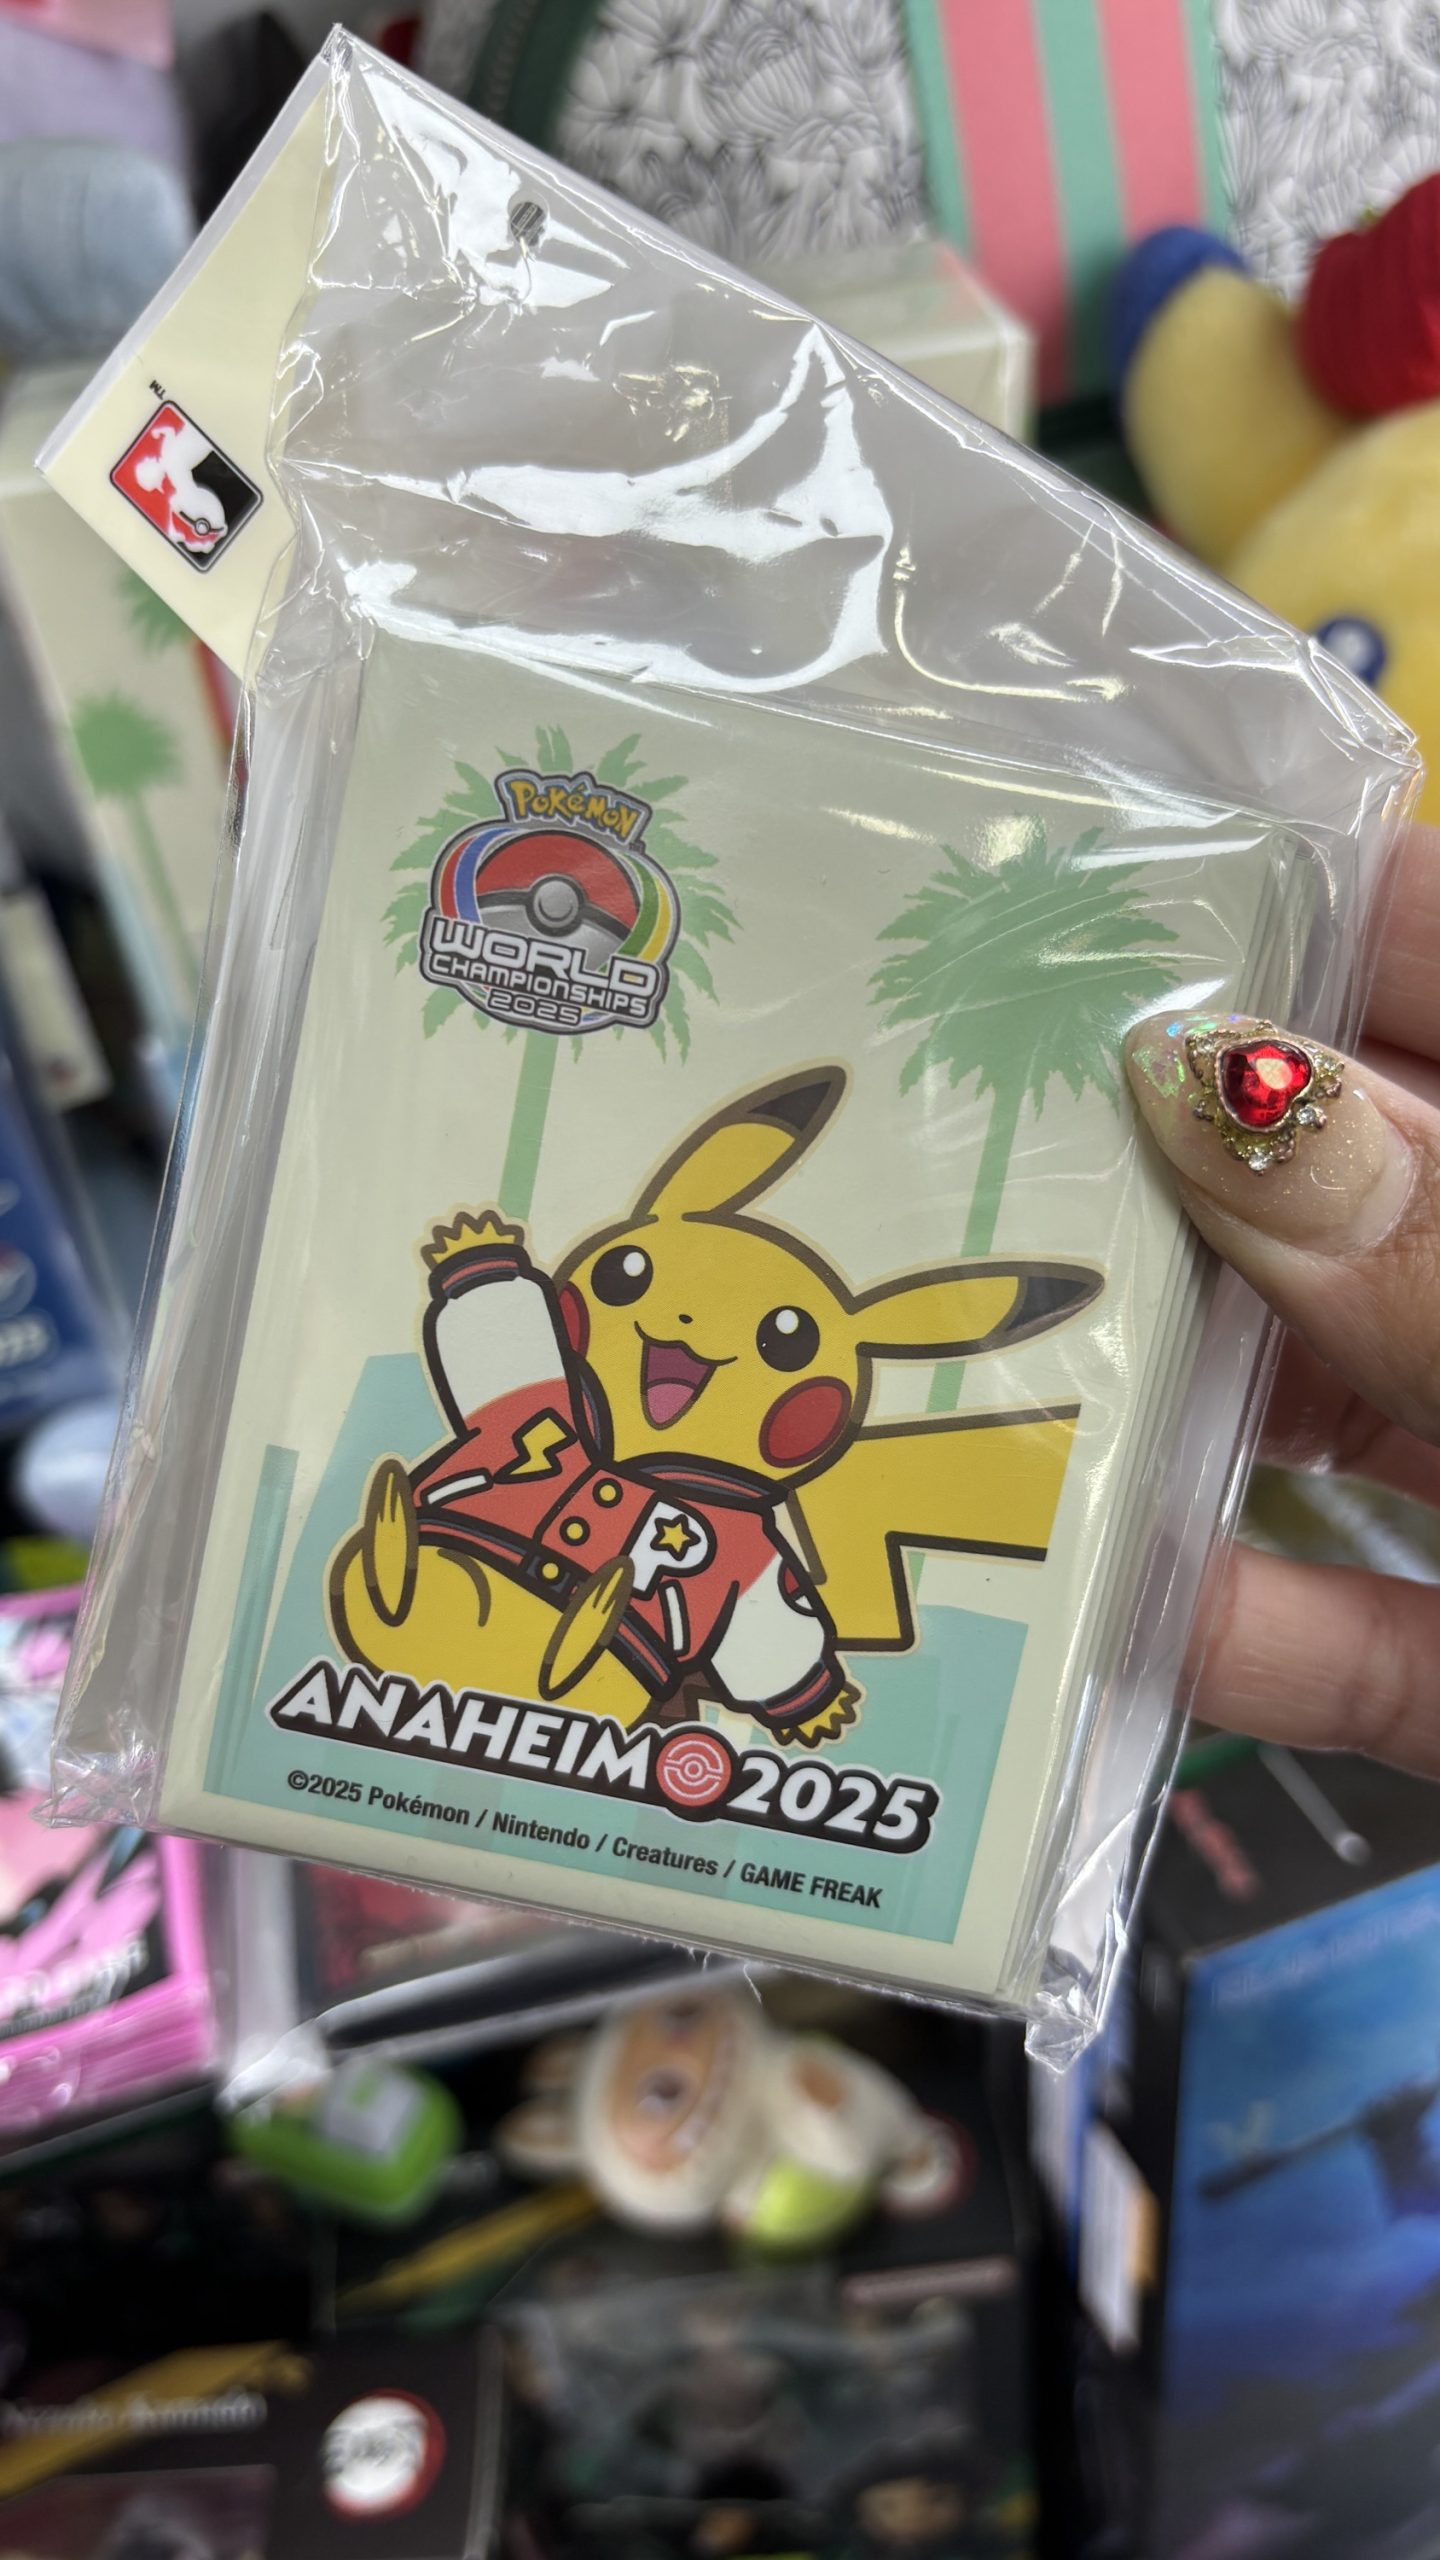 TM
POKéMON
WORLD
CHAMPIONSHIPS
2025
P
ANAHEIM 2025
©2025 Pokémon / Nintendo / Creatures / GAME FREAK